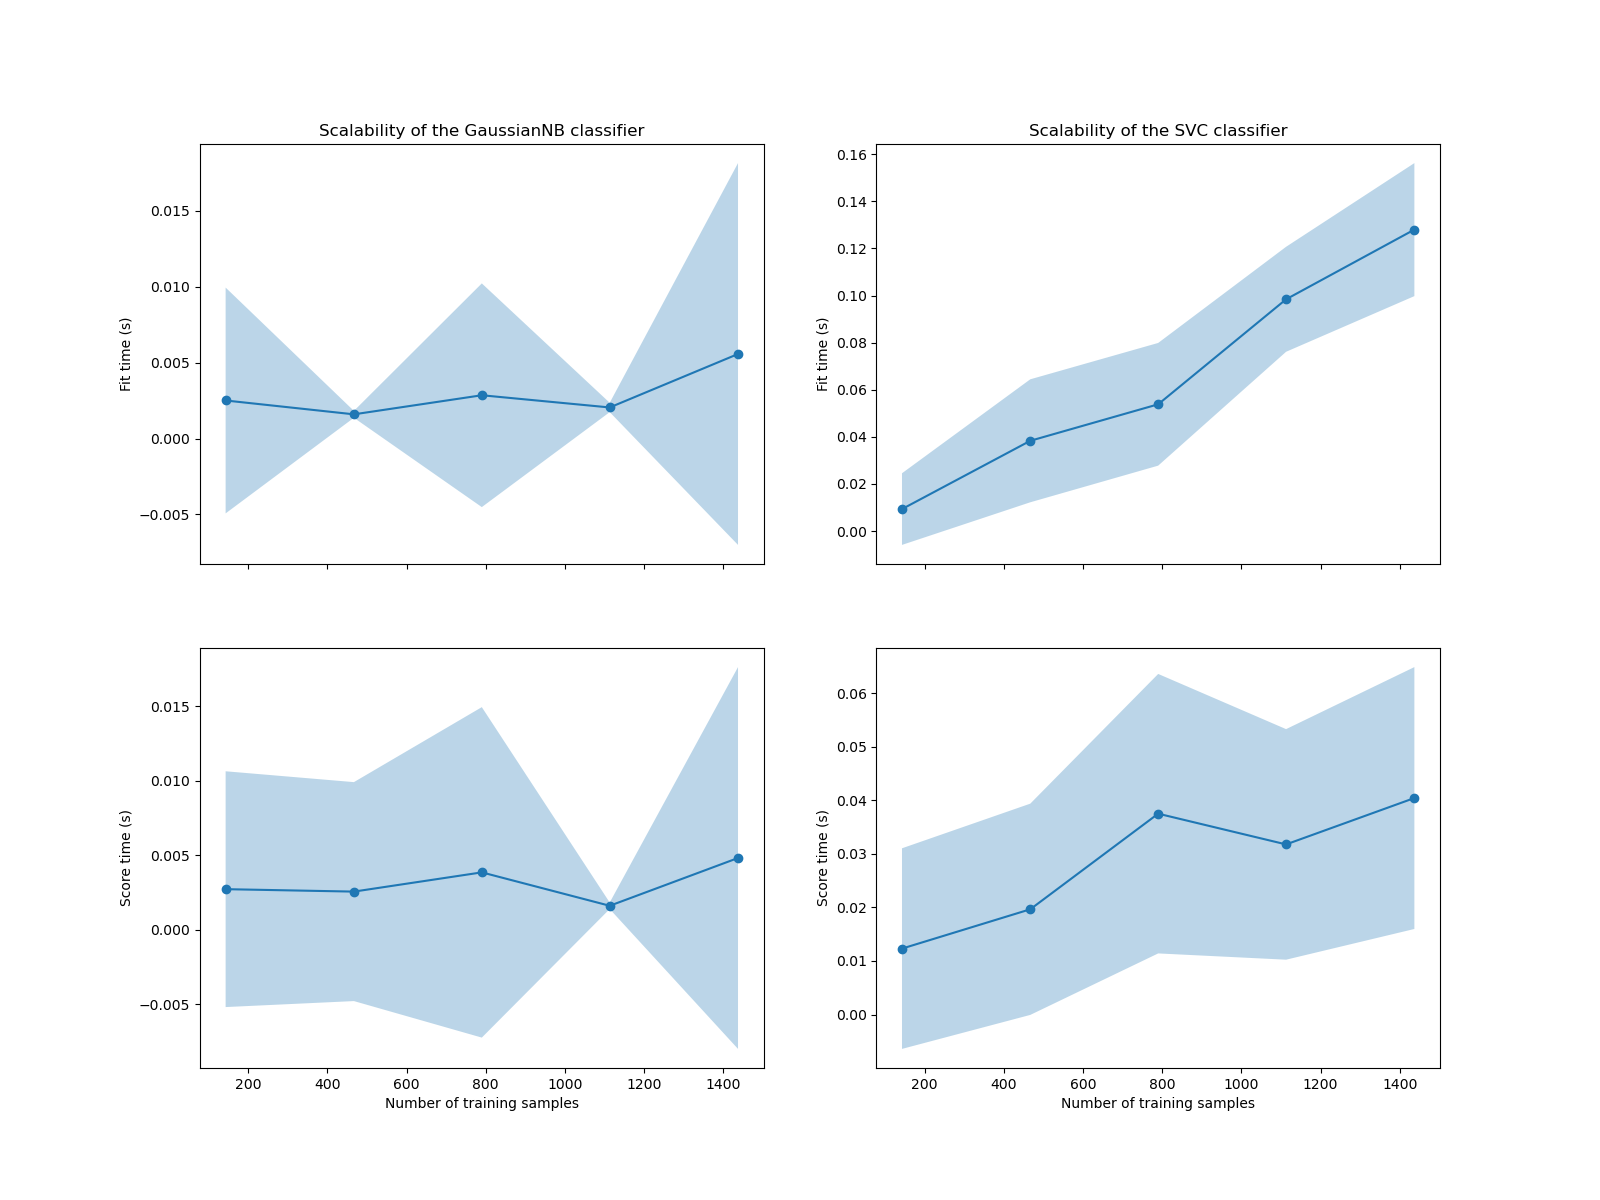 Scalability of the GaussianNB classifier
0.015
0.010
0.005
0.000
−0.005
Fit time (s)
Scalability of the SVC classifier
0.16
0.14
0.12
0.10
0.08
0.06
0.04
0.02
0.00
Fit time (s)
0.015
0.010
0.005
0.000
−0.005
Score time (s)
200 400 600 800 1000 1200 1400
Number of training samples
0.06
0.05
0.04
0.03
0.02
0.01
0.00
Score time (s)
200 400 600 800 1000 1200 1400
Number of training samples